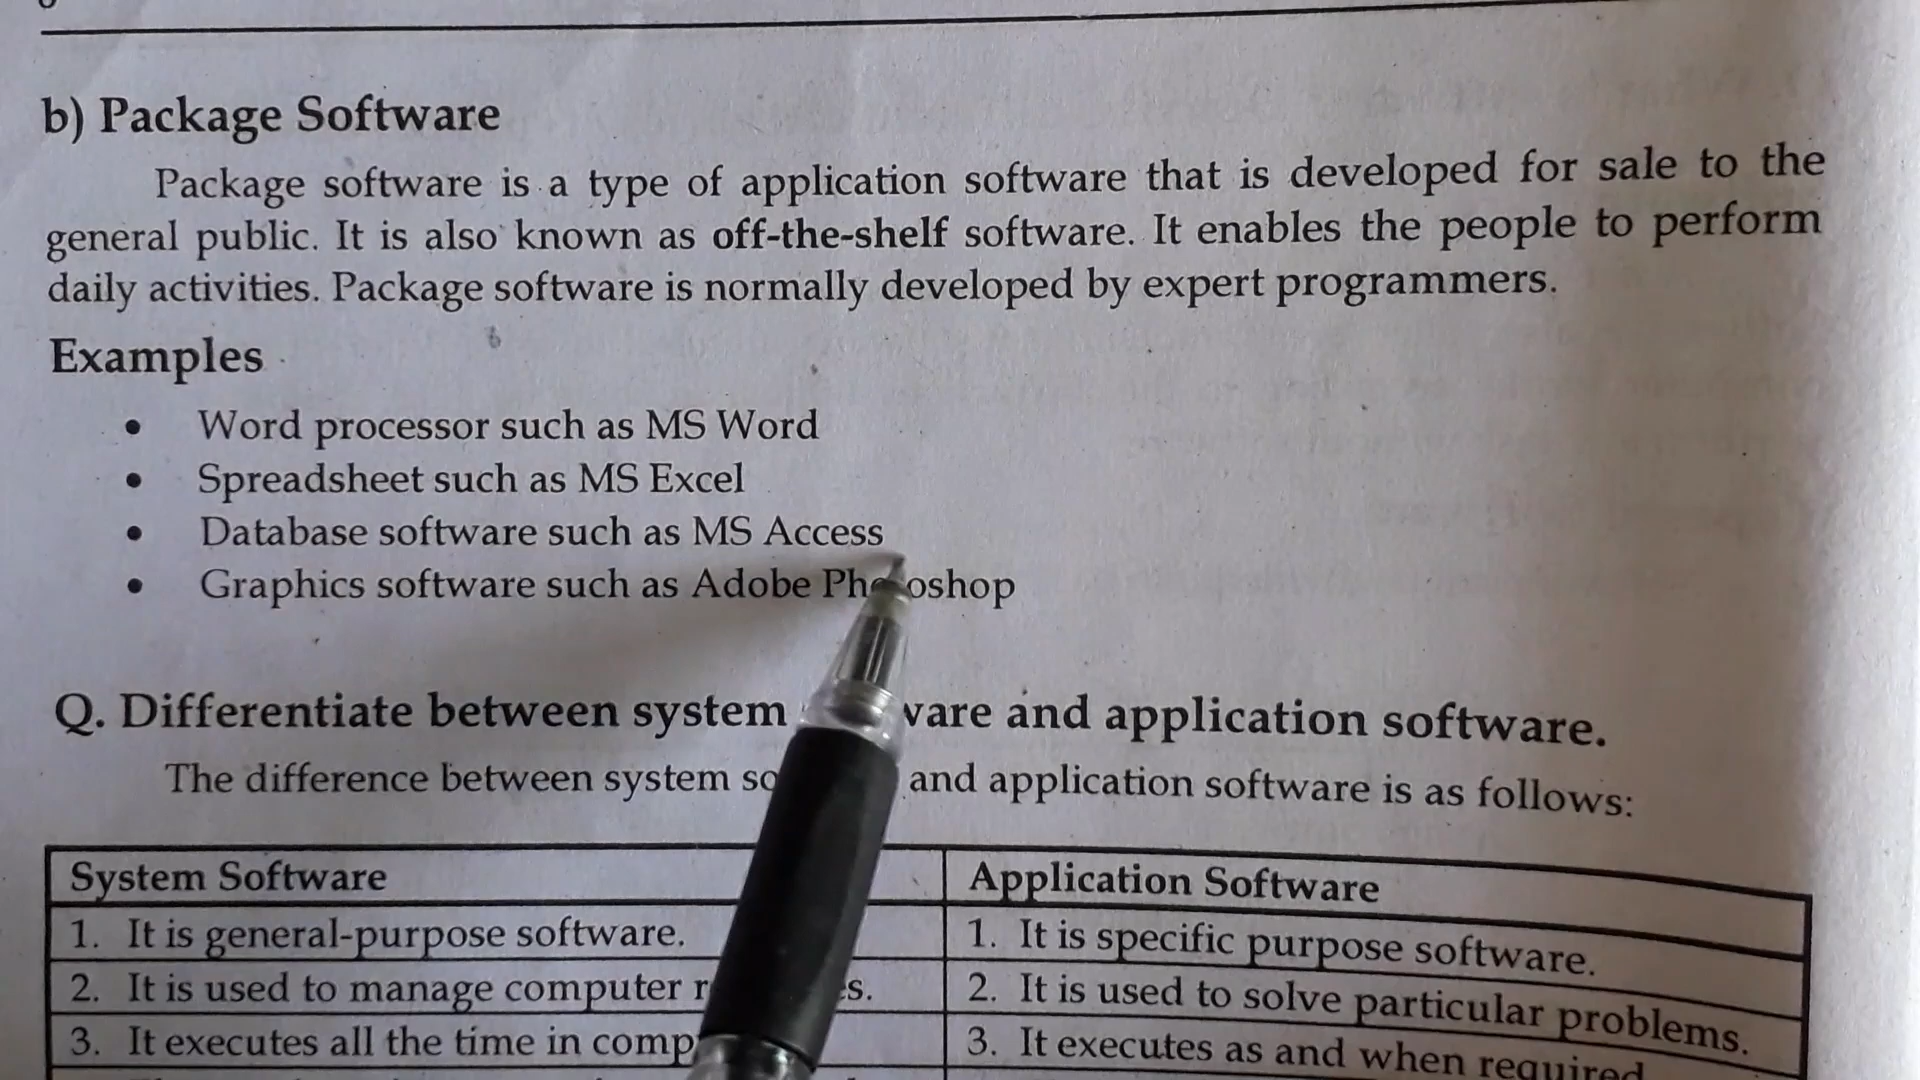 b) Package Software
Package software is a type of application software that is developed for sale to the
general public. It is also known as off-the-shelf software. It enables the people to perform
daily activities. Package software is normally developed by expert programmers.
Examples
• Word processor such as MS Word
• Spreadsheet such as MS Excel
• Database software such as MS Access
• Graphics software such as Adobe Photoshop
Q. Differentiate between system and application software.
The difference between system and application software is as follows:
System Software
Application Software
1. It is general-purpose software.
1. It is specific purpose software.
2. It is used to manage computer
2. It is used to solve particular problems.
3. It executes all the time in
3. It executes as and when required